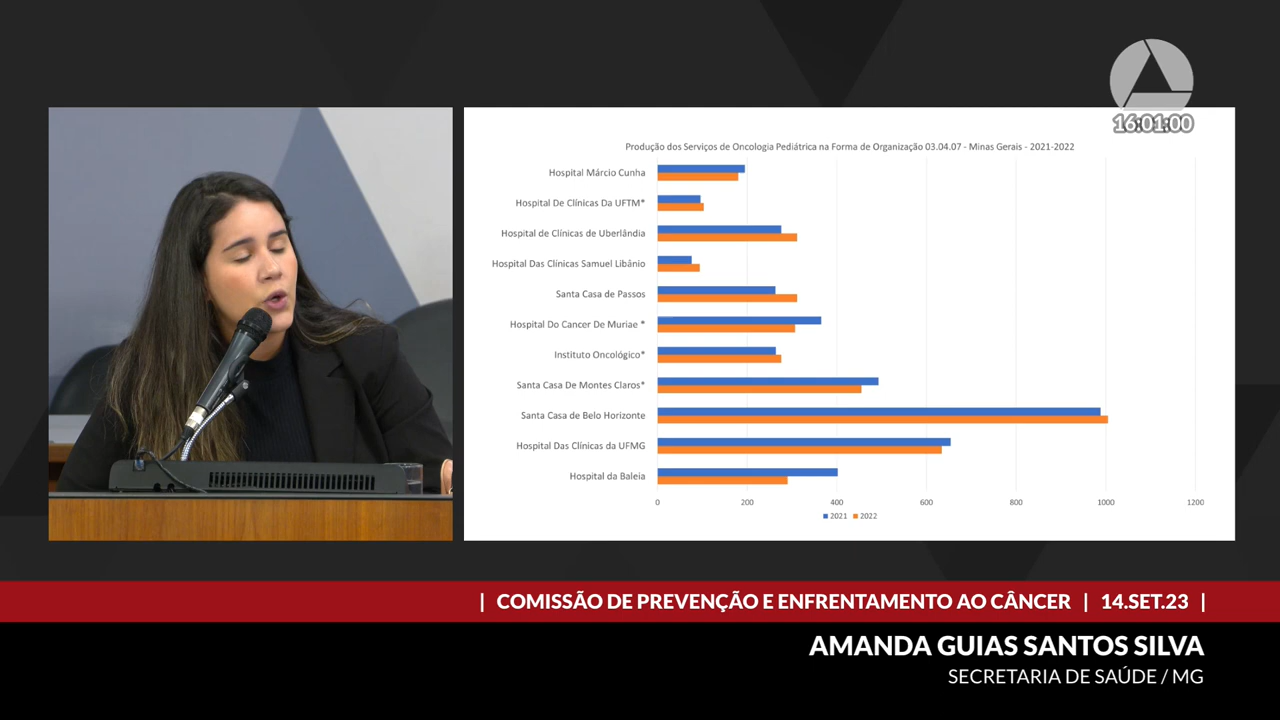 16:01:00
Produção dos Serviços de Oncologia Pediátrica na Forma de Organização 03.04.07 - Minas Gerais - 2021-2022
Hospital Márcio Cunha
Hospital De Clínicas Da UFTM*
Hospital de Clínicas de Uberlândia
Hospital Das Clínicas Samuel Libânio
Santa Casa de Passos
Hospital Do Cancer De Muriae *
Instituto Oncológico*
Santa Casa De Montes Claros*
Santa Casa de Belo Horizonte
Hospital Das Clínicas da UFMG
Hospital da Baleia
0 200 400 600 800 1000 1200
2021 2022
| COMISSÃO DE PREVENÇÃO E ENFRENTAMENTO AO CÂNCER | 14.SET.23 |
AMANDA GUIAS SANTOS SILVA
SECRETARIA DE SAÚDE / MG